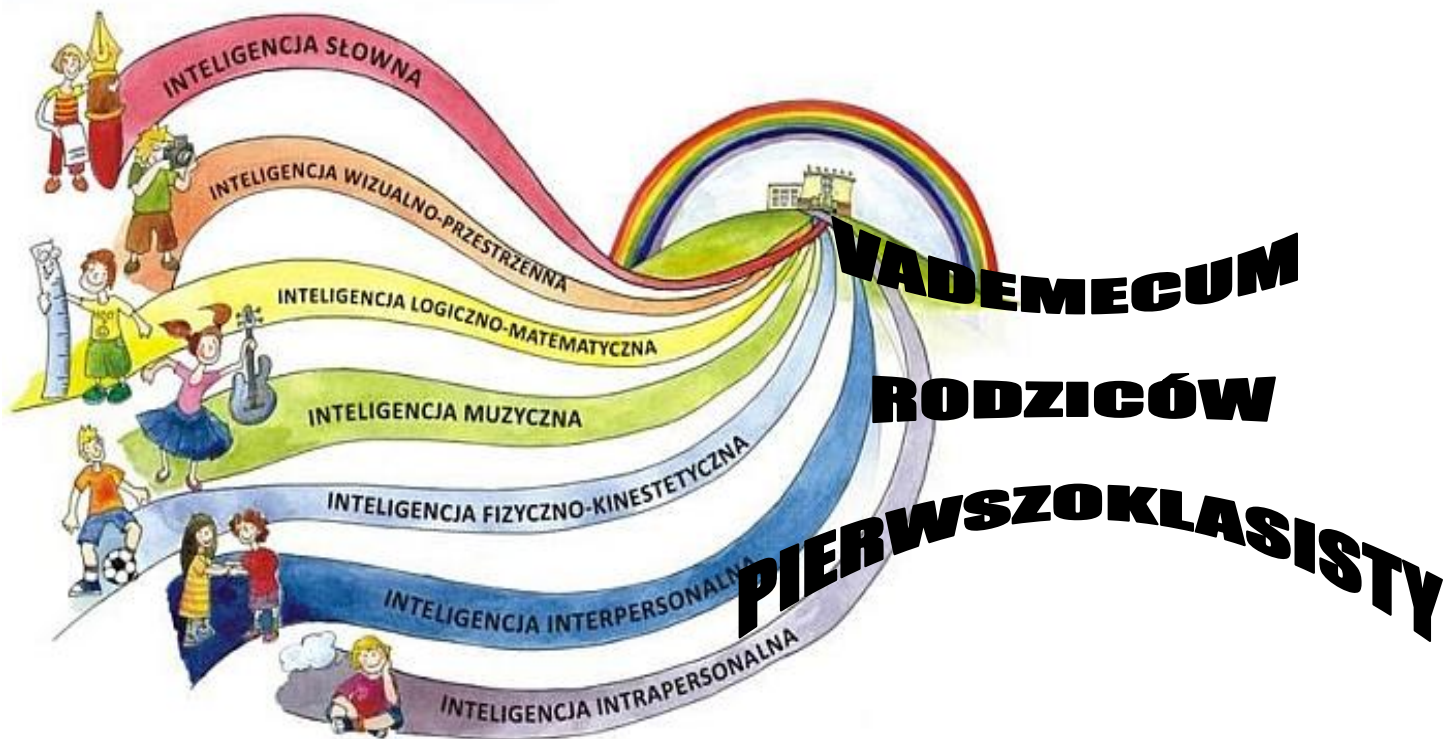 INTELIGENCJA SŁOWNA
INTELIGENCJA WIZUALNO-PRZESTRZENNA
INTELIGENCJA LOGICZNO-MATEMATYCZNA
INTELIGENCJA MUZYCZNA
INTELIGENCJA FIZYCZNO-KINESTETYCZNA
INTELIGENCJA INTERPERSONALNA
INTELIGENCJA INTRAPERSONALNA
VADEMECUM
RODZICÓW
PIERWSZOKLASISTY